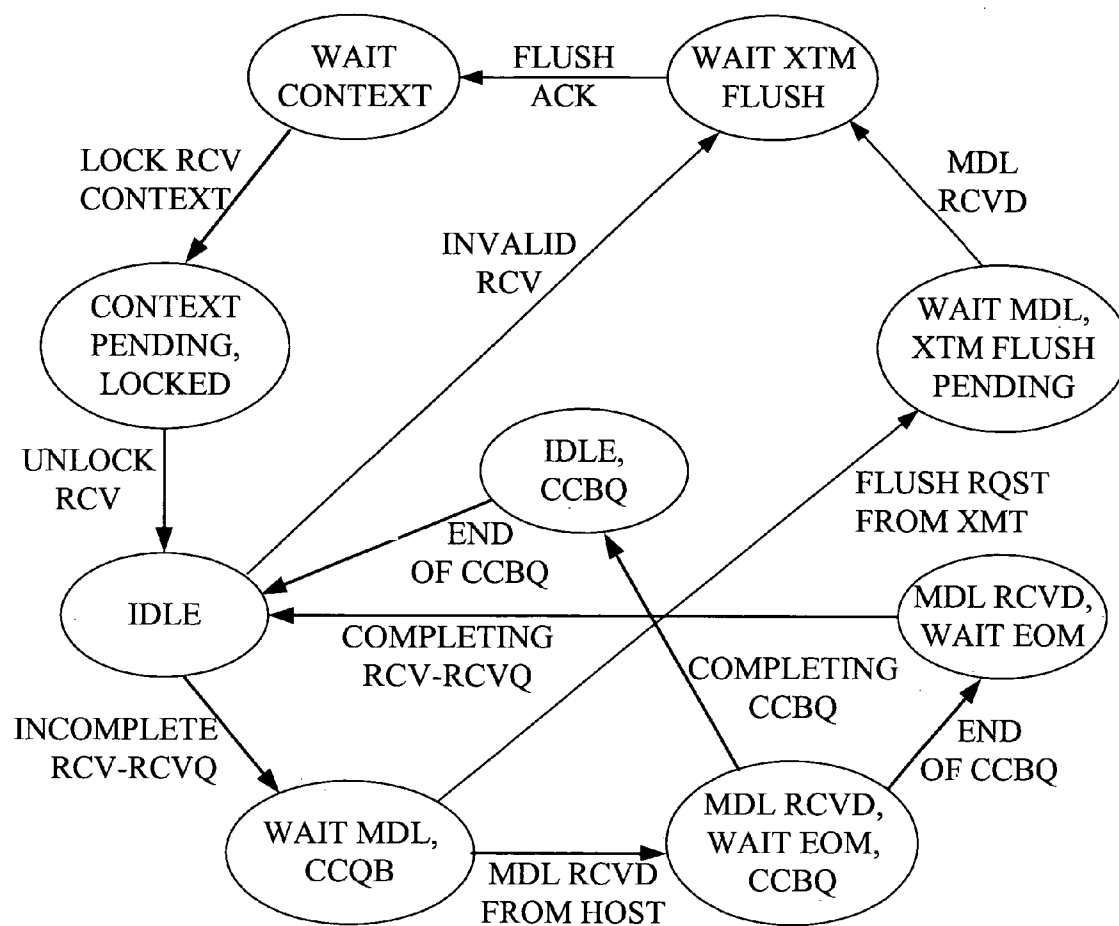 WAIT
CONTEXT
FLUSH
ACK
WAIT XTM
FLUSH
LOCK RCV
CONTEXT
MDL
RCVD
INVALID
RCV
CONTEXT
PENDING,
LOCKED
WAIT MDL,
XTM FLUSH
PENDING
UNLOCK
RCV
IDLE,
CCBQ
FLUSH RQST
FROM XMT
END
OF CCBQ
IDLE
MDL RCVD,
WAIT EOM
COMPLETING
RCV-RCVQ
COMPLETING
CCBQ
INCOMPLETE
RCV-RCVQ
END
OF CCBQ
WAIT MDL,
CCQB
MDL RCVD
FROM HOST
MDL RCVD,
WAIT EOM,
CCBQ